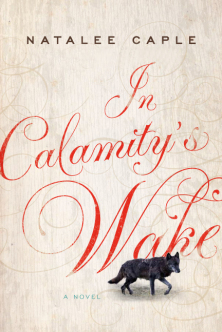 NATALEE CAPLE
In
Calamity's
Wake
A NOVEL